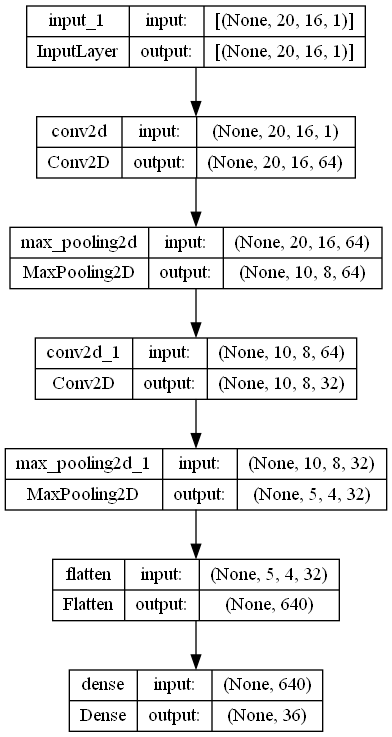 input_1 input: [(None, 20, 16, 1)]
InputLayer output: [(None, 20, 16, 1)]
conv2d input: (None, 20, 16, 1)
Conv2D output: (None, 20, 16, 64)
max_pooling2d input: (None, 20, 16, 64)
MaxPooling2D output: (None, 10, 8, 64)
conv2d_1 input: (None, 10, 8, 64)
Conv2D output: (None, 10, 8, 32)
max_pooling2d_1 input: (None, 10, 8, 32)
MaxPooling2D output: (None, 5, 4, 32)
flatten input: (None, 5, 4, 32)
Flatten output: (None, 640)
dense input: (None, 640)
Dense output: (None, 36)